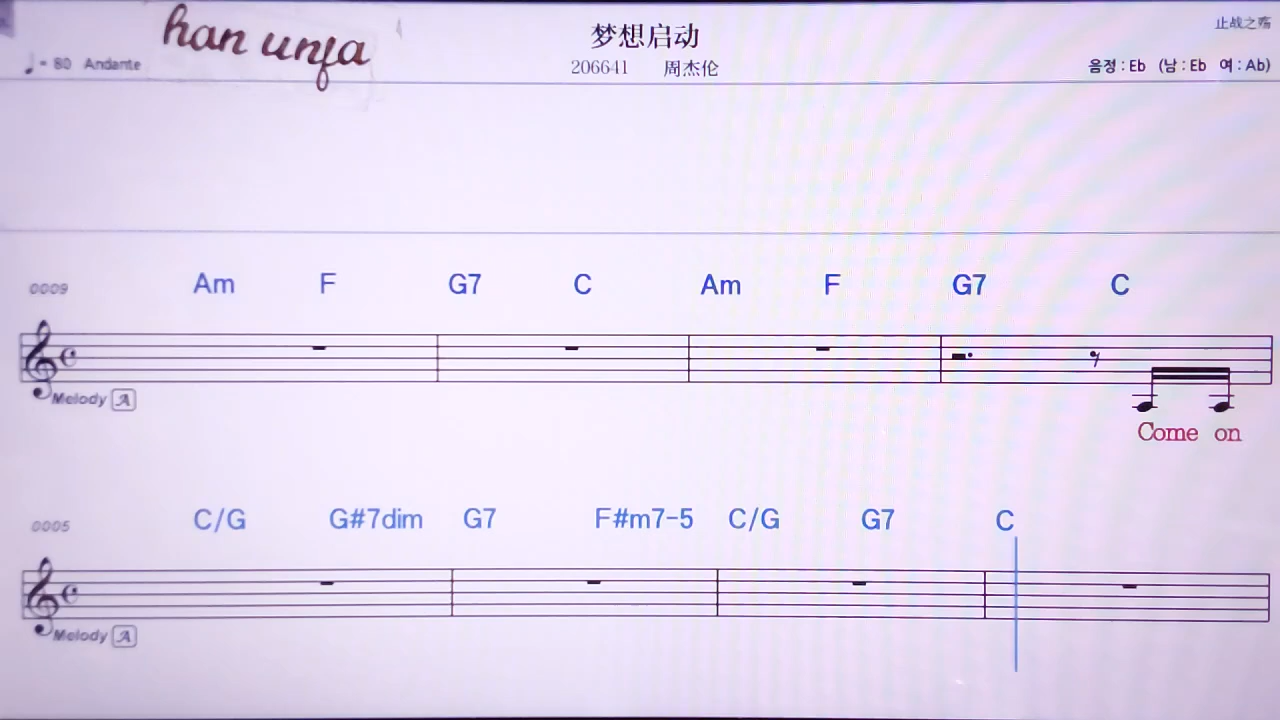 han unfa
梦想启动
止战之殇
♩= 80 Andante
206641 周杰伦
음정 : Eb (남 : Eb 여 : Ab)
0009 Am F G7 C Am F G7 C
Melody A
Come on
0005 C/G G#7dim G7 F#m7-5 C/G G7 C
Melody A